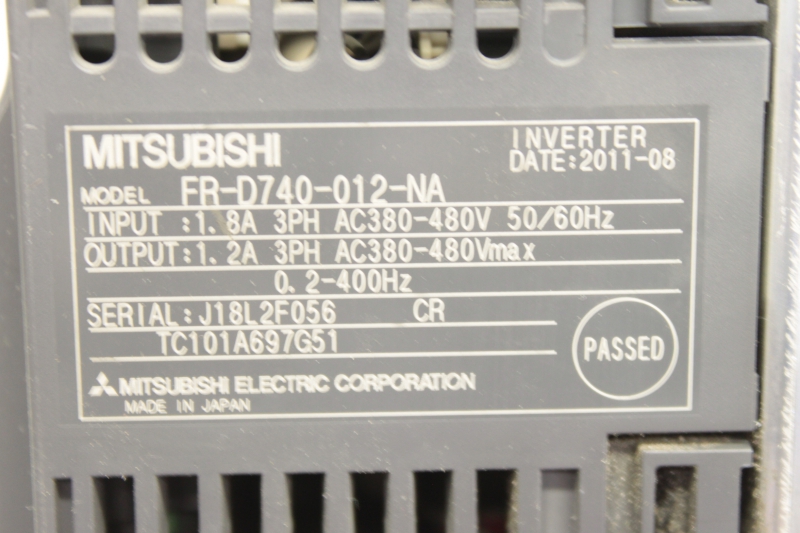 MITSUBISHI
INVERTER
DATE:2011-08
MODEL FR-D740-012-NA
INPUT :1.8A 3PH AC380-480V 50/60Hz
OUTPUT:1.2A 3PH AC380-480Vmax
0.2-400Hz
SERIAL:J18L2F056 CR
TC101A697G51
PASSED
MITSUBISHI ELECTRIC CORPORATION
MADE IN JAPAN